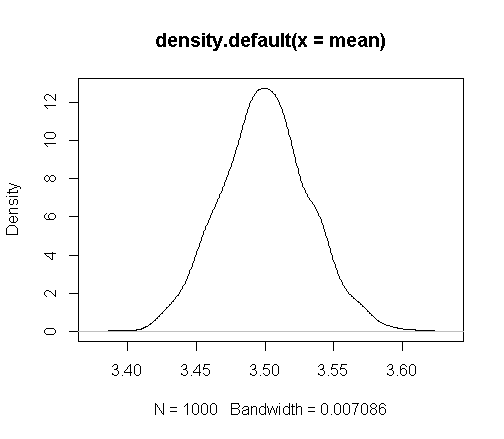 density.default(x = mean)
Density
12
10
8
6
4
2
0
3.40 3.45 3.50 3.55 3.60
N = 1000 Bandwidth = 0.007086